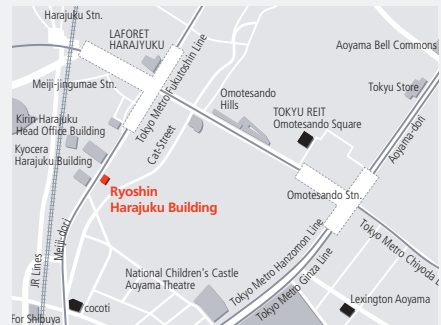 Harajuku Stn.
LAFORET
HARAJYUKU
Aoyama Bell Commons
Meiji-jingumae Stn.
Tokyo Metro Fukutoshin Line
Omotesando
Hills
Tokyu Store
TOKYU REIT
Omotesando Square
Kirin Harajuku
Head Office Building
Cat-Street
Aoyama-dori
Kyocera
Harajuku Building
Ryoshin
Harajuku Building
Omotesando Stn.
Meiji-dori
JR Lines
National Children's Castle
Aoyama Theatre
Tokyo Metro Hanzomon Line
Tokyo Metro Ginza Line
Tokyo Metro Chiyoda L
cocoti
Lexington Aoyama
For Shibuya